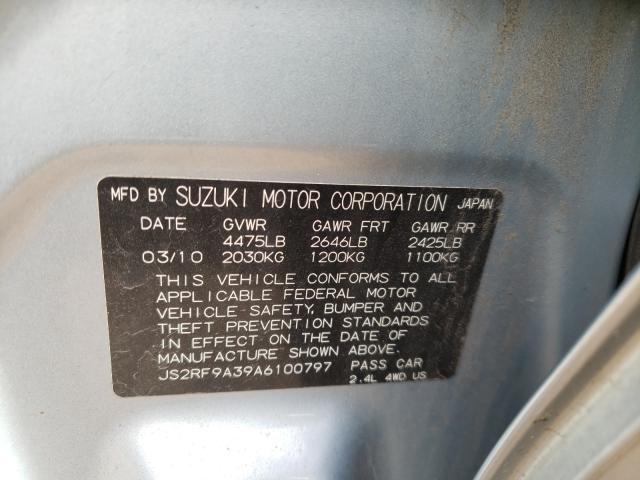 MFD BY SUZUKI MOTOR CORPORATION JAPAN
DATE GVWR GAWR FRT GAWR RR
4475LB 2646LB 2425LB
03/10 2030KG 1200KG 1100KG
THIS VEHICLE CONFORMS TO ALL
APPLICABLE FEDERAL MOTOR
VEHICLE SAFETY, BUMPER AND
THEFT PREVENTION STANDARDS
IN EFFECT ON THE DATE OF
MANUFACTURE SHOWN ABOVE.
JS2RF9A39A6100797 PASS CAR
2.4L 4WD US